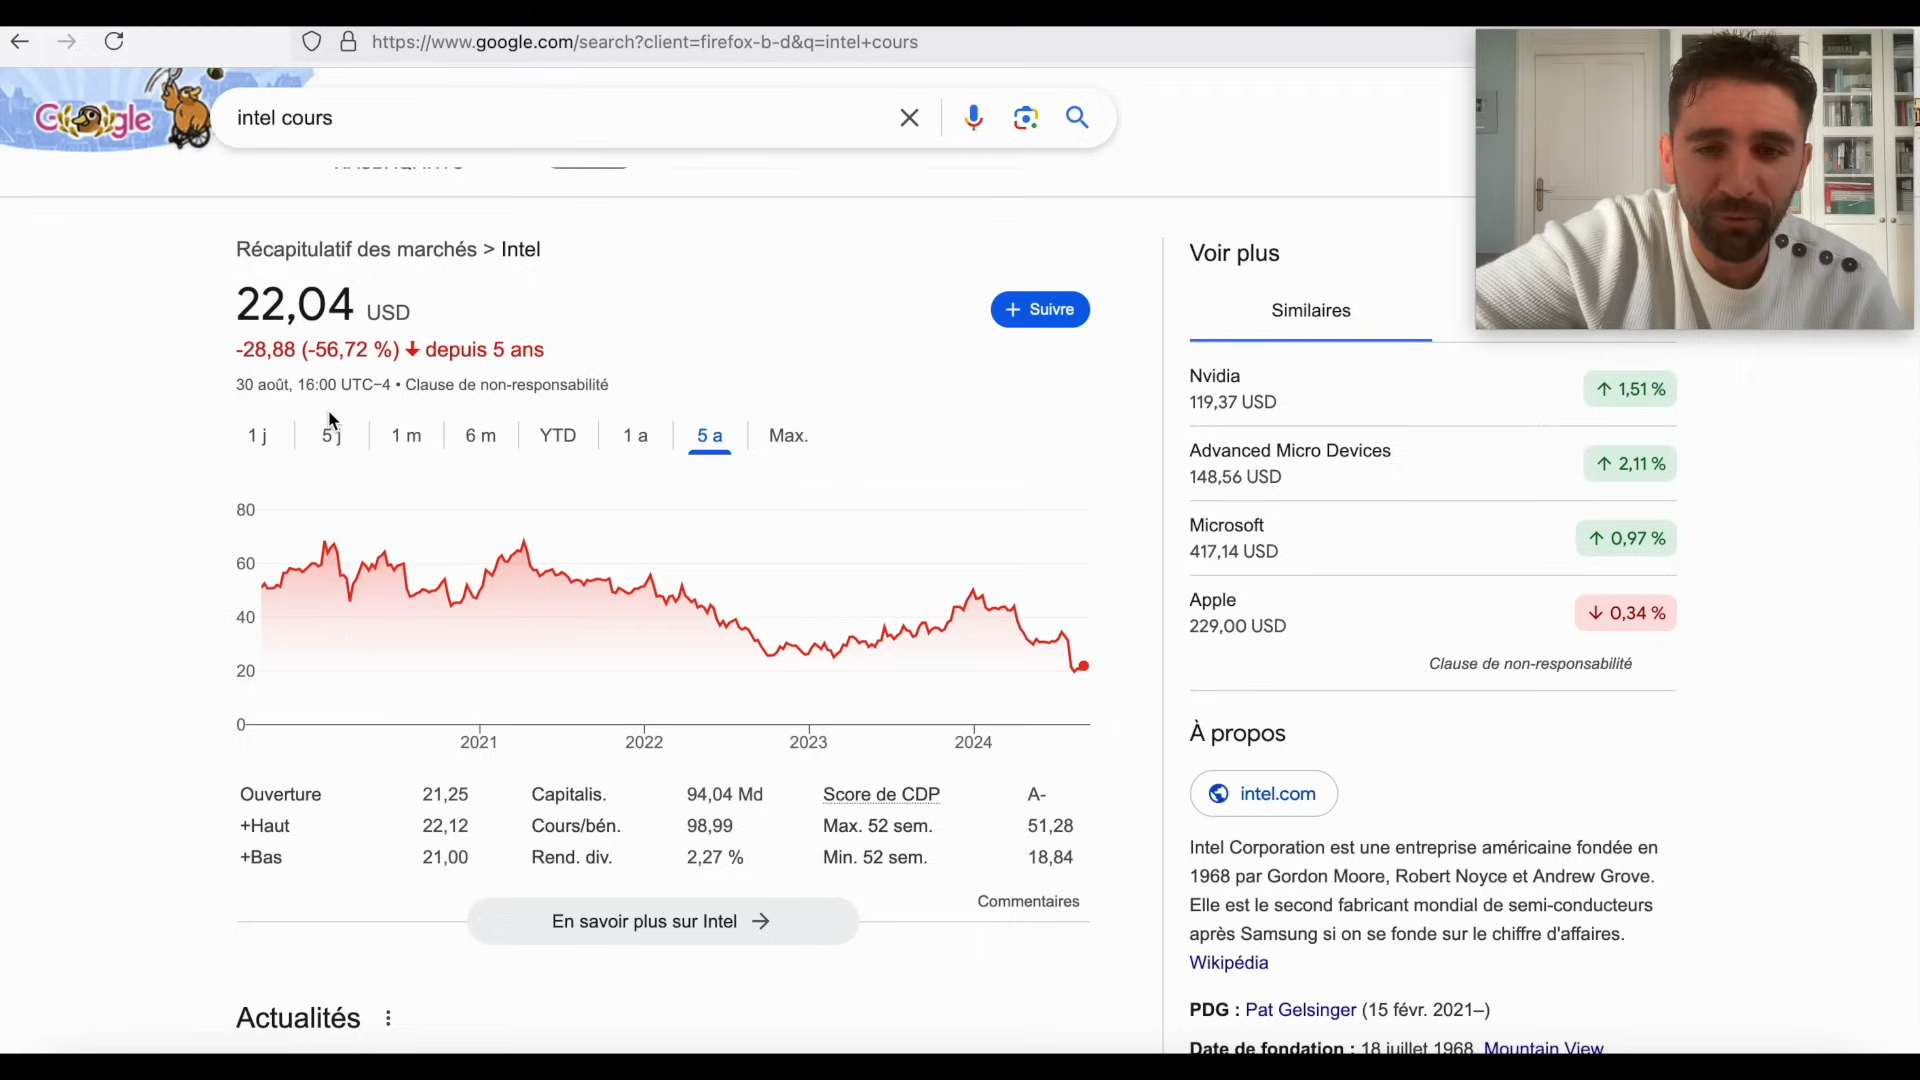 https://www.google.com/search?client=firefox-b-d&q=intel+cours
Google
intel cours
Récapitulatif des marchés > Intel
22,04 USD
+ Suivre
-28,88 (-56,72 %) depuis 5 ans
30 août, 16:00 UTC−4 • Clause de non-responsabilité
1 j
5 j
1 m
6 m
YTD
1 a
5 a
Max.
80
60
40
20
0
2021
2022
2023
2024
Ouverture 21,25
+Haut 22,12
+Bas 21,00
Capitalis. 94,04 Md
Cours/bén. 98,99
Rend. div. 2,27 %
Score de CDP A-
Max. 52 sem. 51,28
Min. 52 sem. 18,84
Commentaires
En savoir plus sur Intel
Actualités
Voir plus
Similaires
Nvidia
119,37 USD
1,51 %
Advanced Micro Devices
148,56 USD
2,11 %
Microsoft
417,14 USD
0,97 %
Apple
229,00 USD
0,34 %
Clause de non-responsabilité
À propos
intel.com
Intel Corporation est une entreprise américaine fondée en
1968 par Gordon Moore, Robert Noyce et Andrew Grove.
Elle est le second fabricant mondial de semi-conducteurs
après Samsung si on se fonde sur le chiffre d'affaires.
Wikipédia
PDG : Pat Gelsinger (15 févr. 2021–)
Date de fondation : 18 juillet 1968, Mountain View